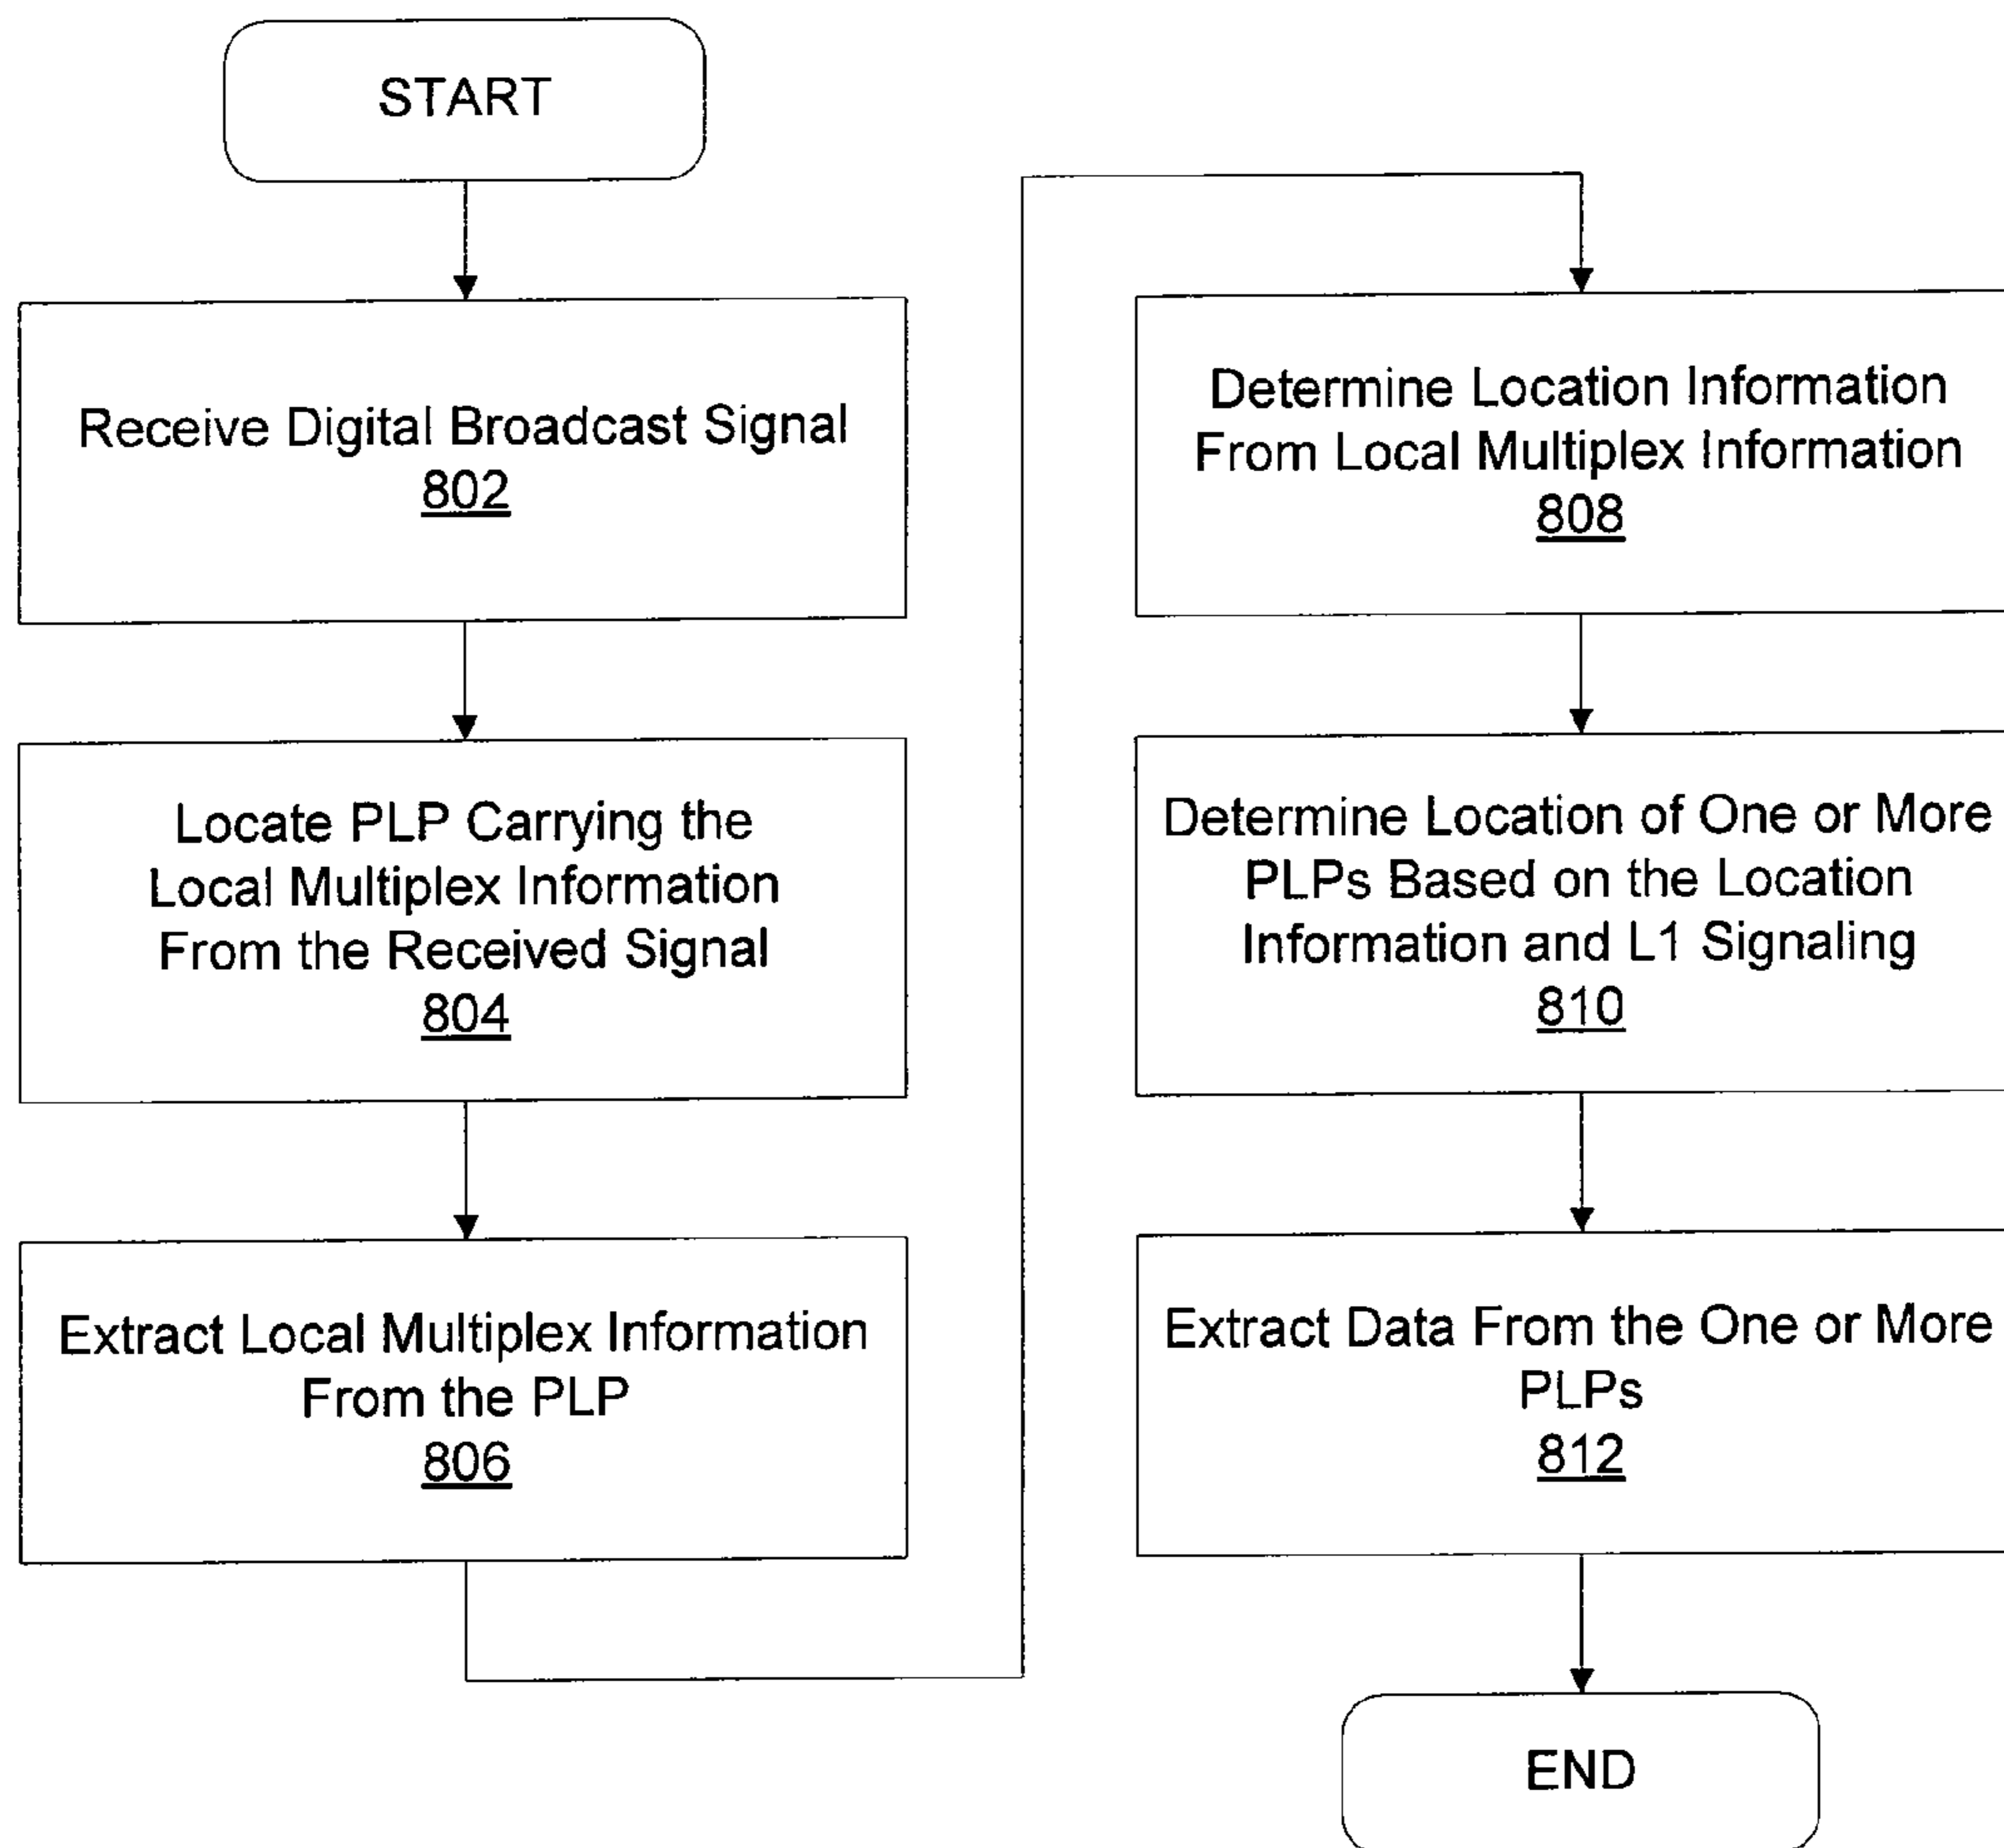 START
Receive Digital Broadcast Signal
802
Locate PLP Carrying the
Local Multiplex Information
From the Received Signal
804
Extract Local Multiplex Information
From the PLP
806
Determine Location Information
From Local Multiplex Information
808
Determine Location of One or More
PLPs Based on the Location
Information and L1 Signaling
810
Extract Data From the One or More
PLPs
812
END